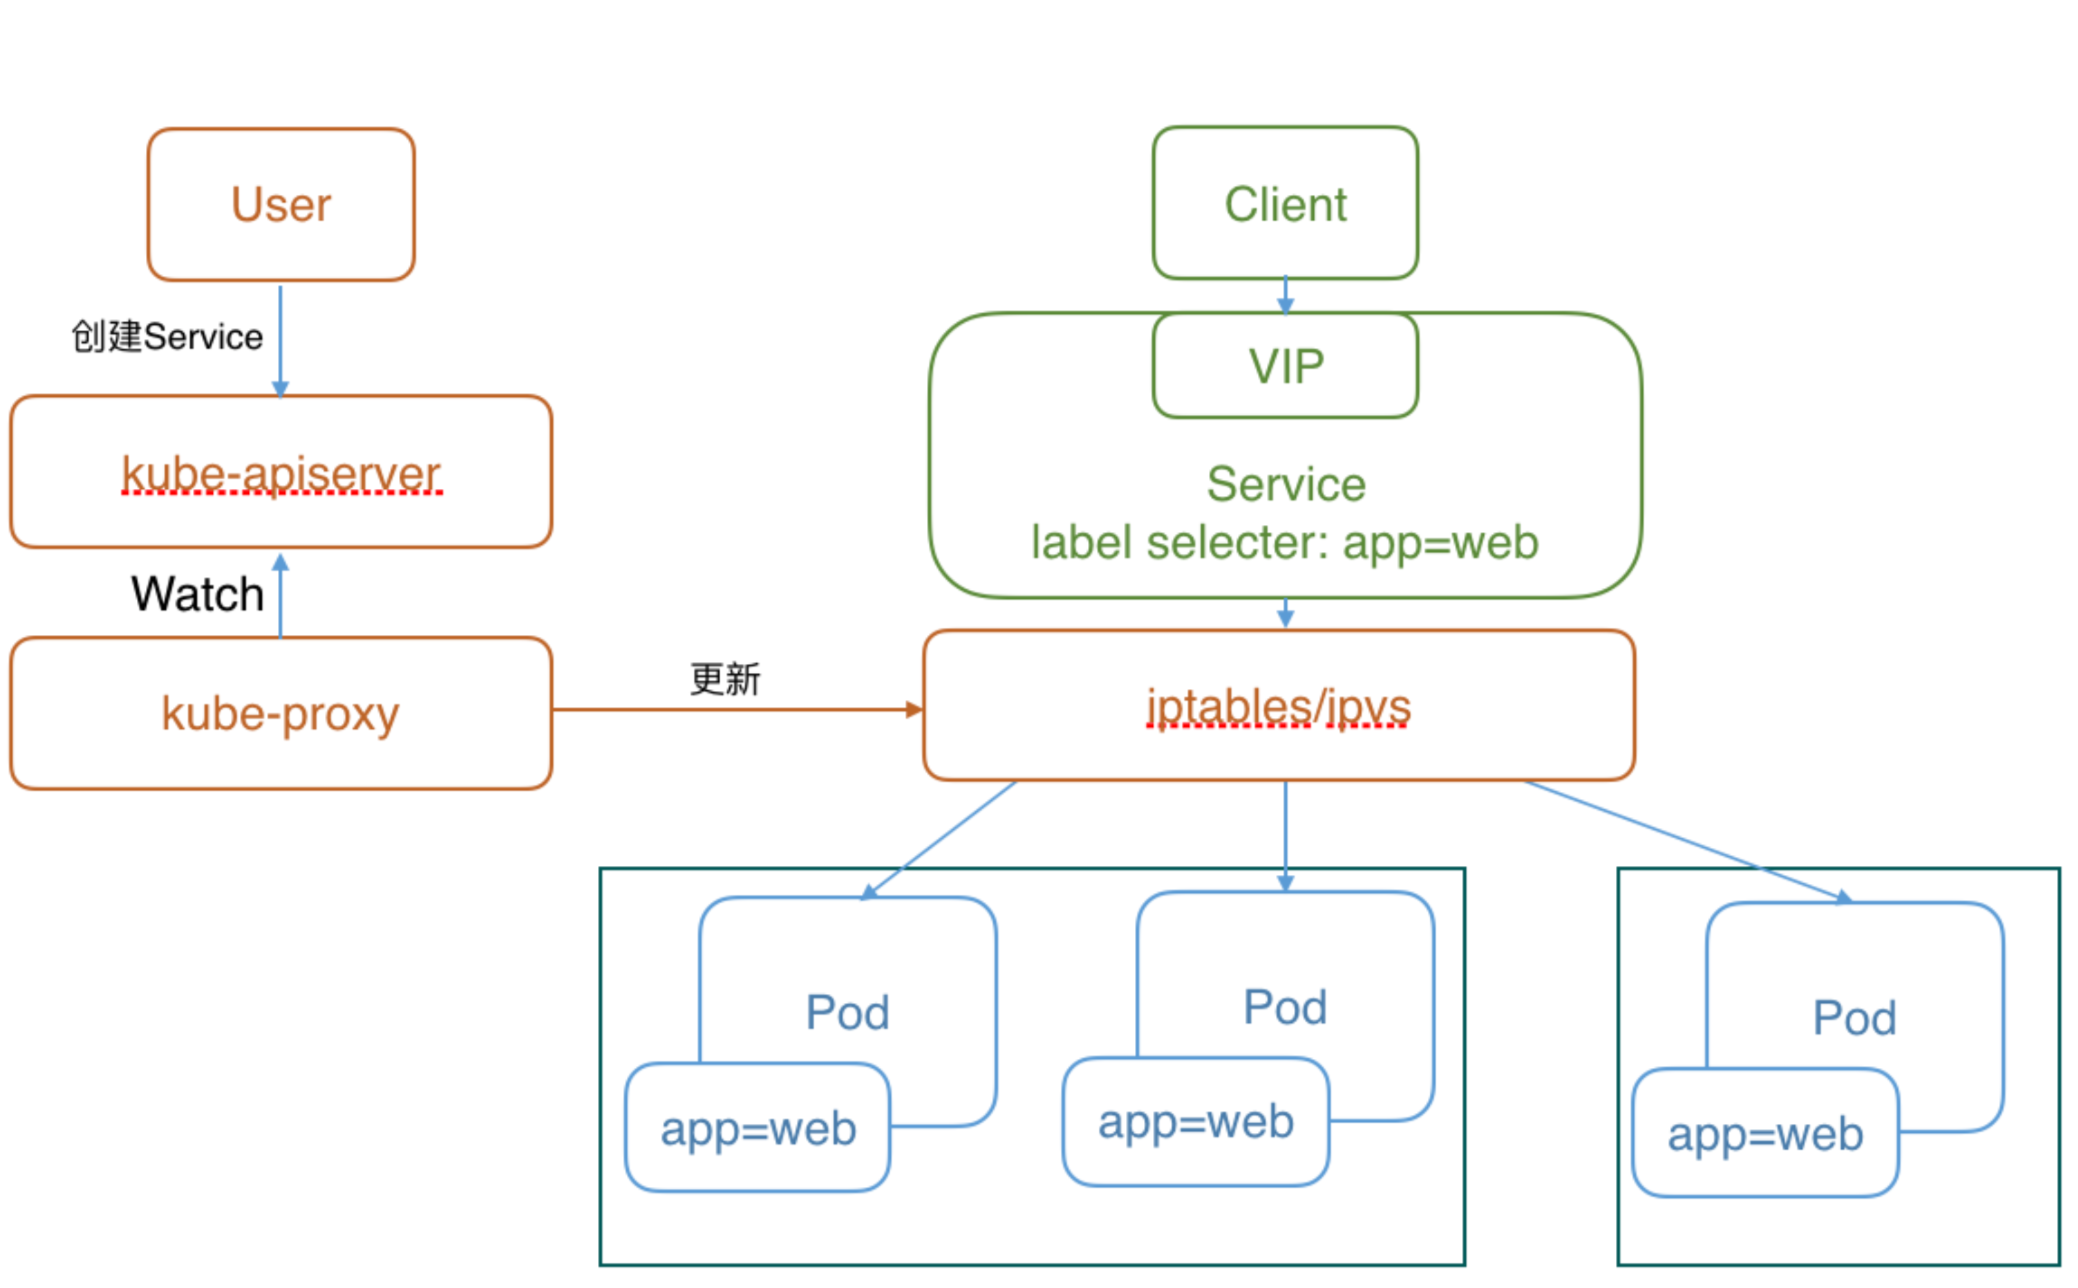 User
Client
创建Service
VIP
kube-apiserver
Service
label selecter: app=web
Watch
kube-proxy
更新
iptables/ipvs
Pod
Pod
Pod
app=web
app=web
app=web